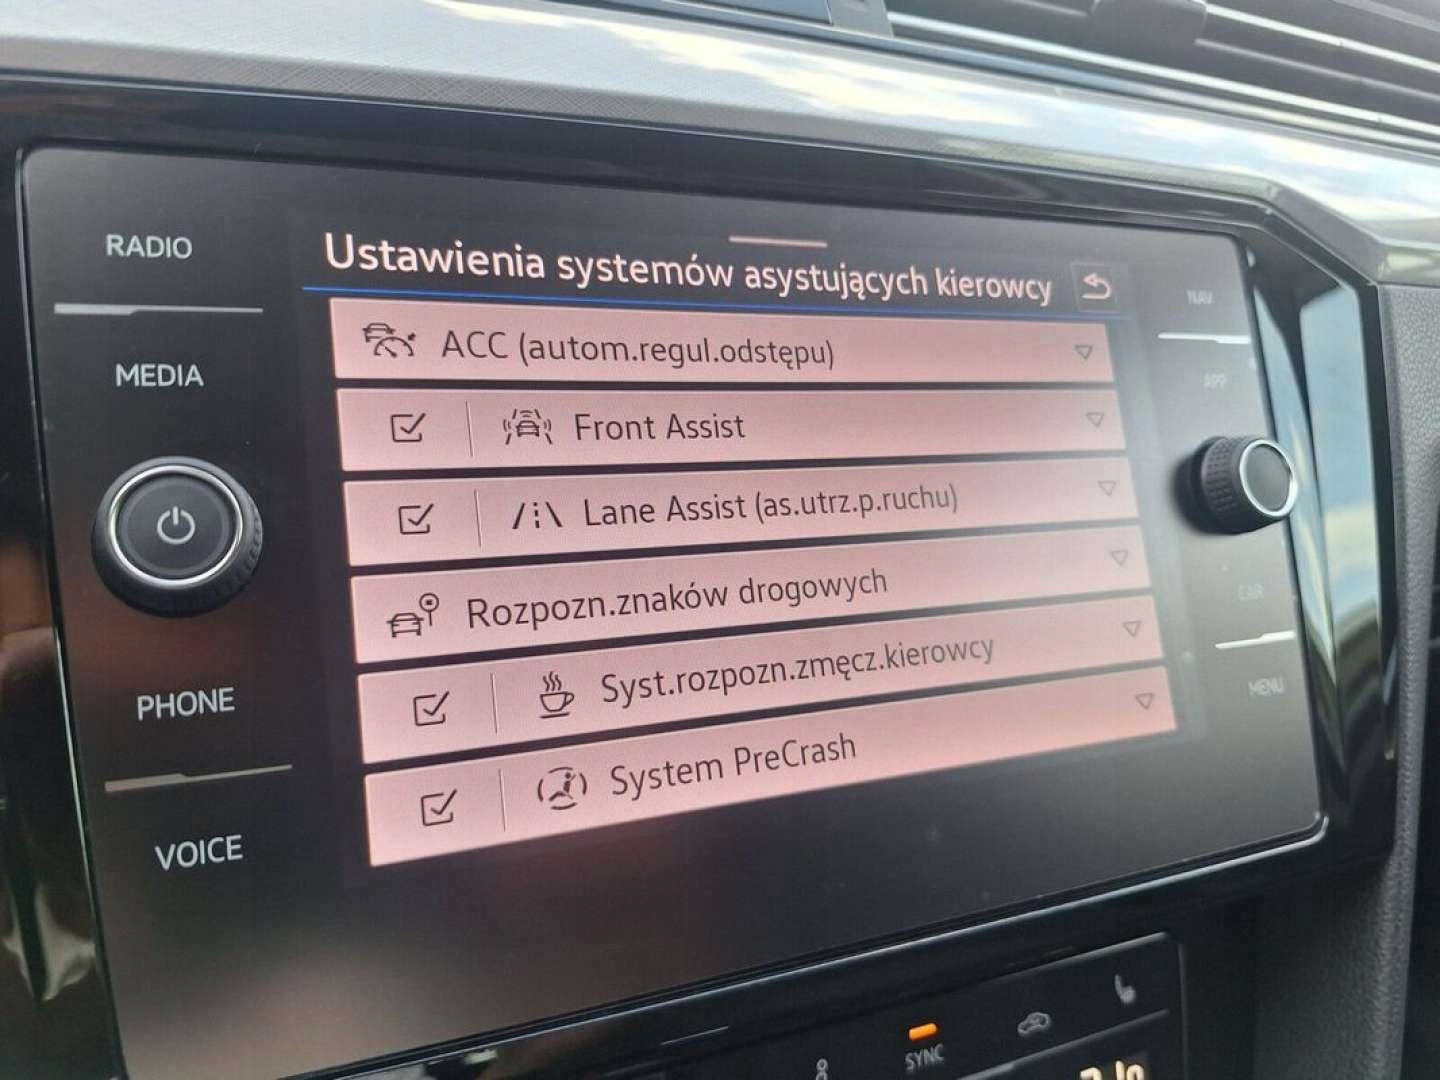 RADIO
MEDIA
PHONE
VOICE
Ustawienia systemów asystujących kierowcy
ACC (autom.regul.odstępu)
Front Assist
Lane Assist (as.utrz.p.ruchu)
Rozpozn.znaków drogowych
Syst.rozpozn.zmęcz.kierowcy
System PreCrash
NAV
APP
CAR
MENU
SYNC